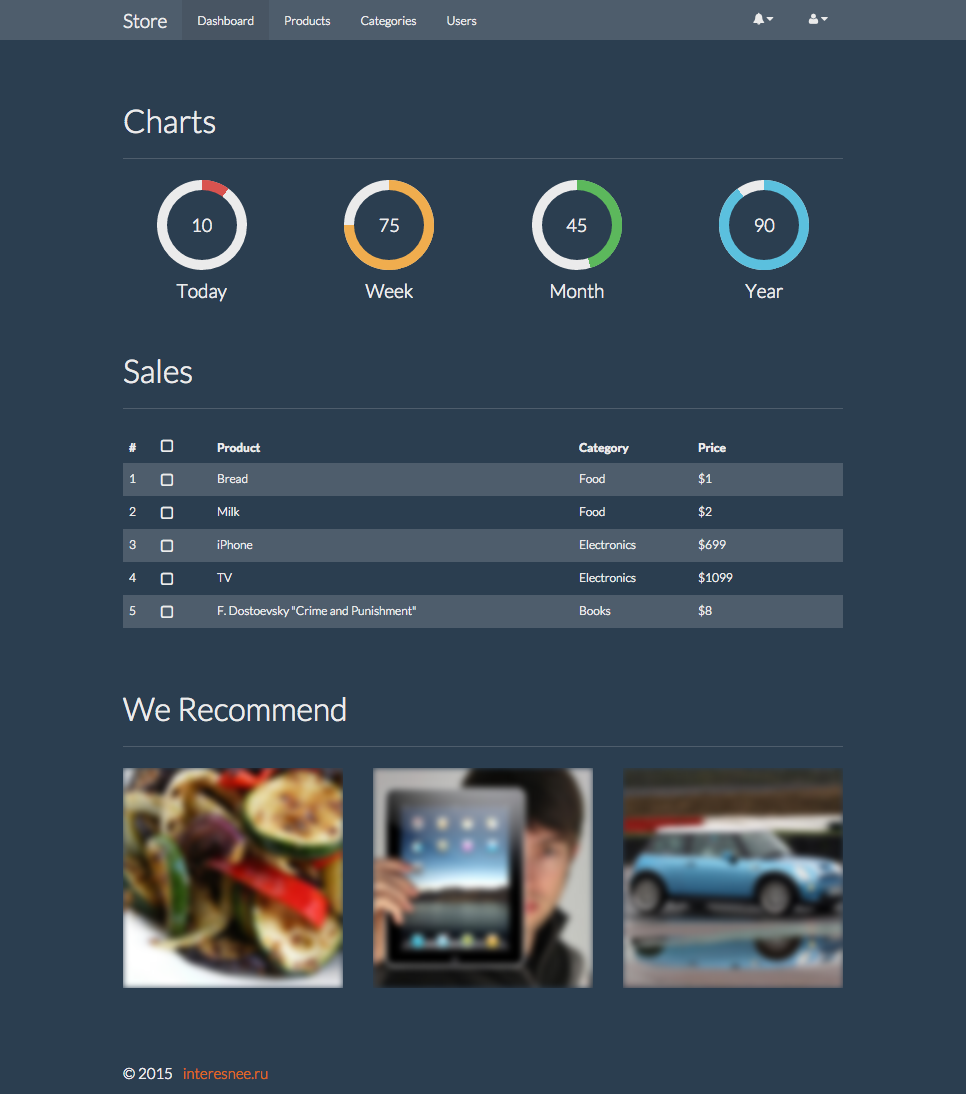 Store Dashboard Products Categories Users
Charts
10 75 45 90
Today Week Month Year
Sales
# Product Category Price
1 Bread Food $1
2 Milk Food $2
3 iPhone Electronics $699
4 TV Electronics $1099
5 F. Dostoevsky "Crime and Punishment" Books $8
We Recommend
© 2015 interesnee.ru